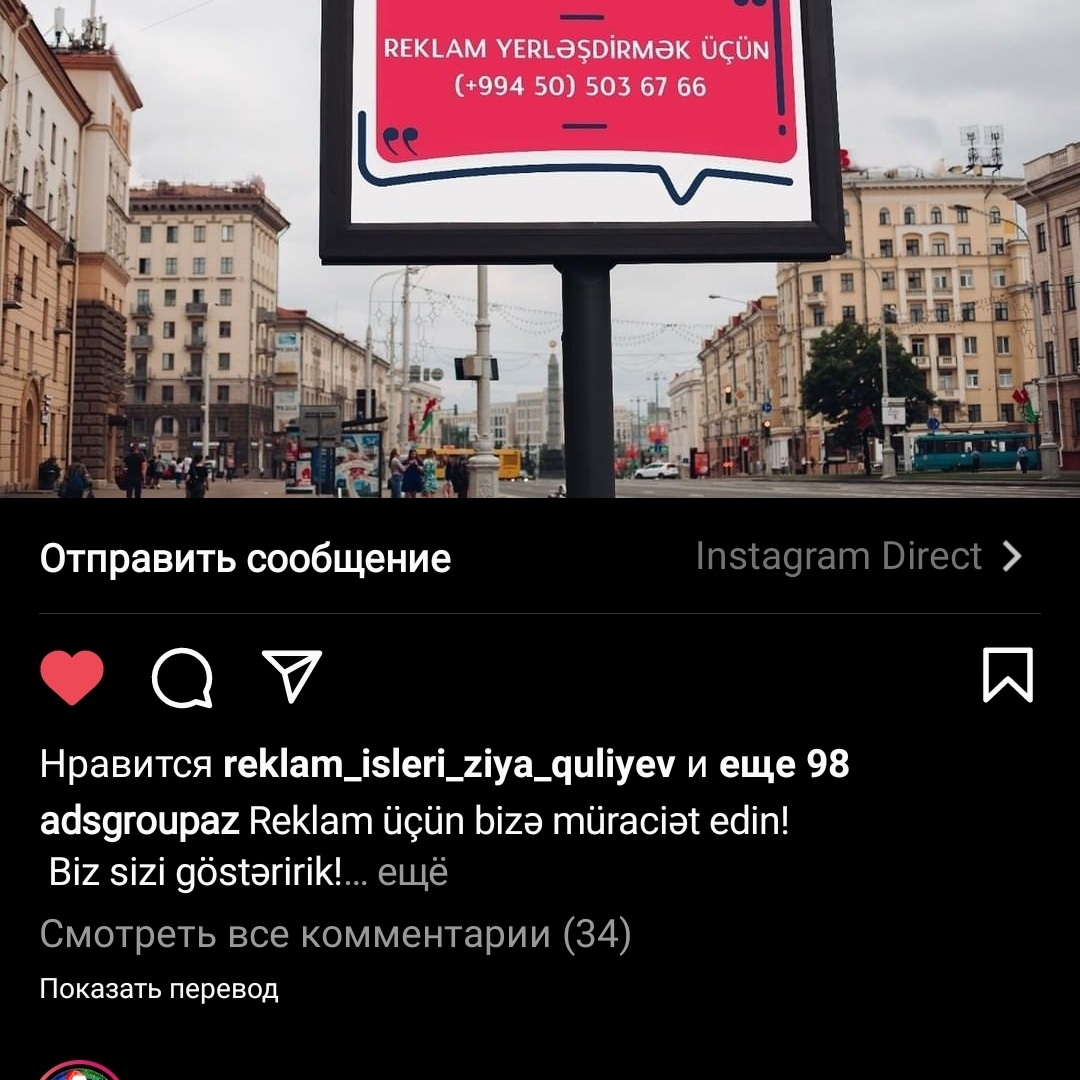 REKLAM YERLƏŞDİRMƏK ÜÇÜN
(+994 50) 503 67 66
Отправить сообщение
Instagram Direct
Нравится reklam_isleri_ziya_quliyev и еще 98
adsgroupaz Reklam üçün bizə müraciət edin!
Biz sizi göstəririk!... ещё
Смотреть все комментарии (34)
Показать перевод